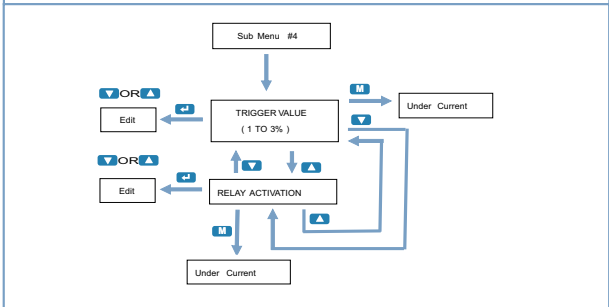 Sub Menu #4
▼OR▲
M
↵
Edit
TRIGGER VALUE
( 1 TO 3% )
Under Current
▼
▼OR▲
↵
▼
▲
Edit
RELAY ACTIVATION
▲
M
Under Current